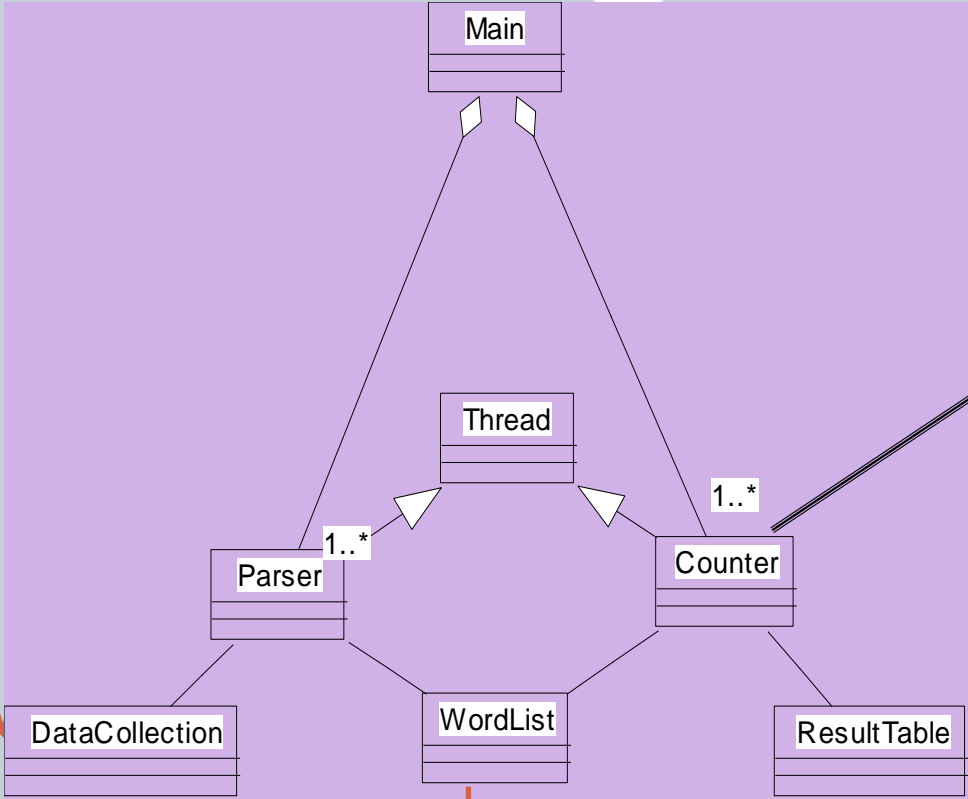 Main
Thread
1..*
1..*
Parser
Counter
DataCollection
WordList
ResultTable